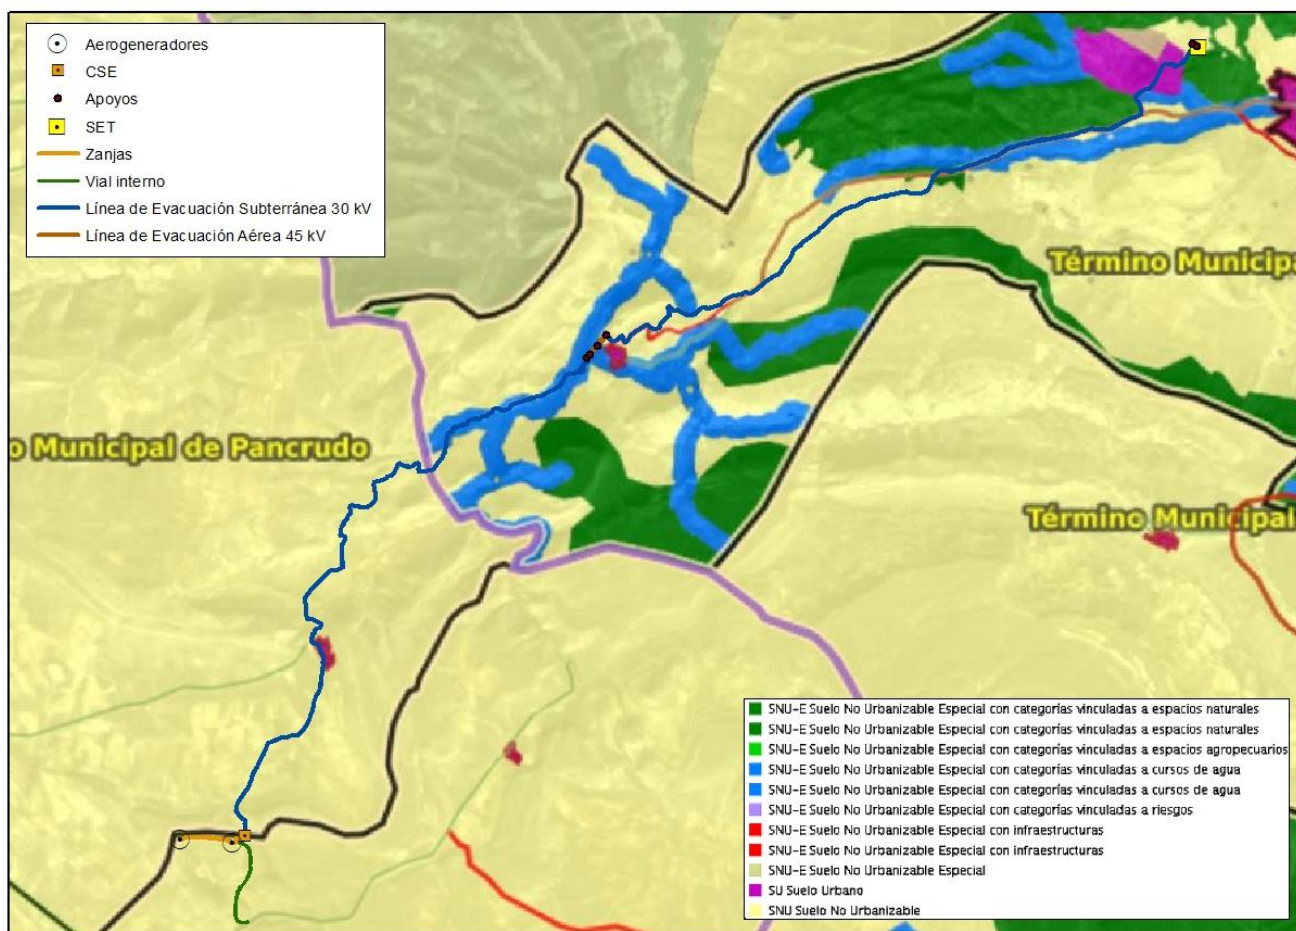 Aerogeneradores
CSE
Apoyos
SET
Zanjas
Vial interno
Línea de Evacuación Subterránea 30 kV
Línea de Evacuación Aérea 45 kV
Término Municipa
o Municipal de Pancrudo
Término Municipal
SNU-E Suelo No Urbanizable Especial con categorías vinculadas a espacios naturales
SNU-E Suelo No Urbanizable Especial con categorías vinculadas a espacios naturales
SNU-E Suelo No Urbanizable Especial con categorías vinculadas a espacios agropecuarios
SNU-E Suelo No Urbanizable Especial con categorías vinculadas a cursos de agua
SNU-E Suelo No Urbanizable Especial con categorías vinculadas a cursos de agua
SNU-E Suelo No Urbanizable Especial con categorías vinculadas a riesgos
SNU-E Suelo No Urbanizable Especial con infraestructuras
SNU-E Suelo No Urbanizable Especial con infraestructuras
SNU-E Suelo No Urbanizable Especial
SU Suelo Urbano
SNU Suelo No Urbanizable